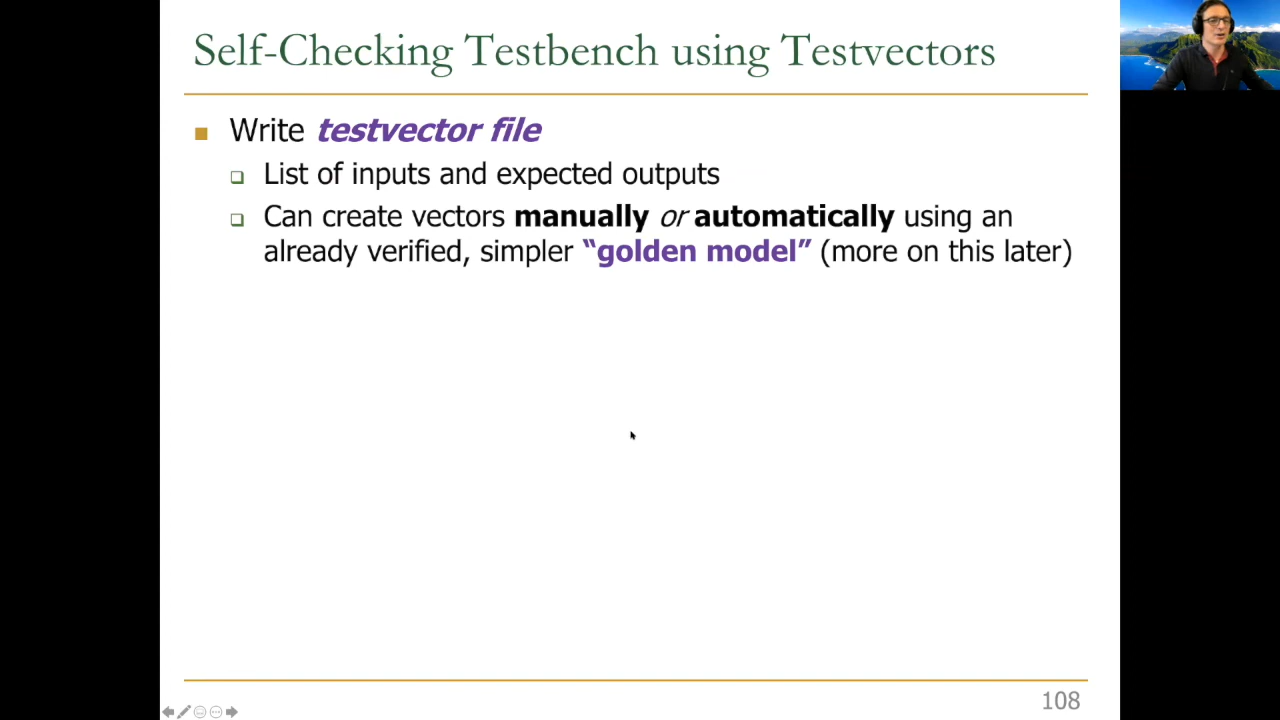 Self-Checking Testbench using Testvectors
Write testvector file
List of inputs and expected outputs
Can create vectors manually or automatically using an
already verified, simpler “golden model” (more on this later)
108